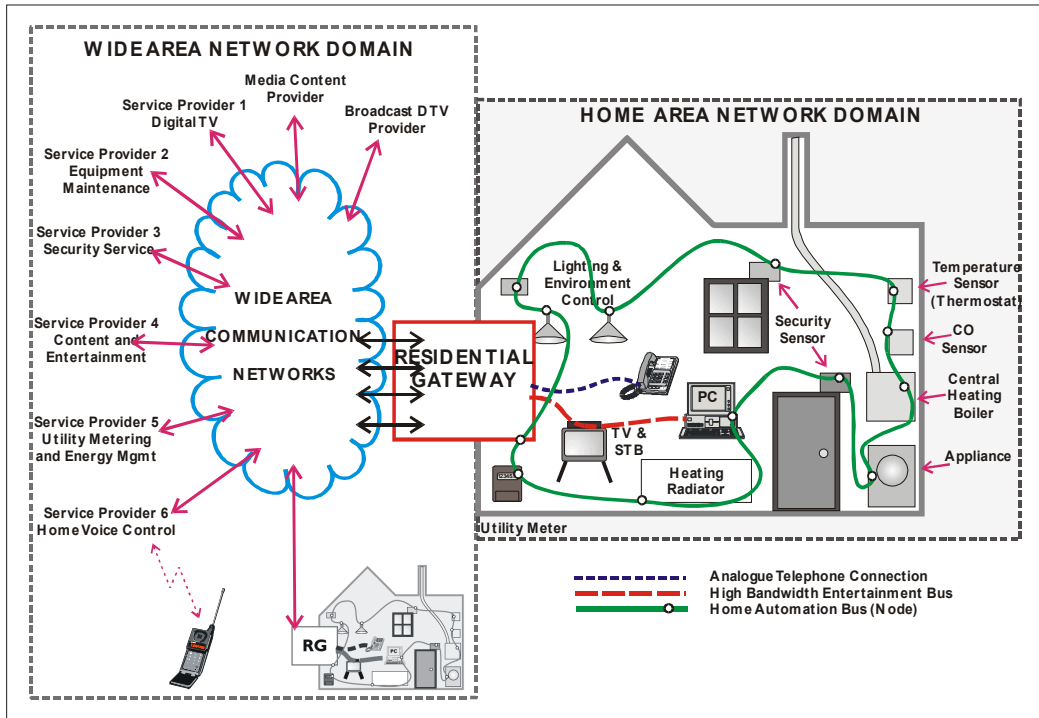 WIDE AREA NETWORK DOMAIN
Media Content
Provider
Service Provider 1
Digital TV
Broadcast DTV
Provider
Service Provider 2
Equipment
Maintenance
Service Provider 3
Security Service
WIDE AREA
Service Provider 4
Content and
Entertainment
COMMUNICATION
NETWORKS
Service Provider 5
Utility Metering
and Energy Mgmt
Service Provider 6
Home Voice Control
RG
PC
RESIDENTIAL
GATEWAY
HOME AREA NETWORK DOMAIN
Lighting &
Environment
Control
Temperature
Sensor
(Thermostat)
Security
Sensor
CO
Sensor
PC
Central
Heating
Boiler
TV &
STB
Heating
Radiator
Appliance
Utility Meter
Analogue Telephone Connection
High Bandwidth Entertainment Bus
Home Automation Bus (Node)